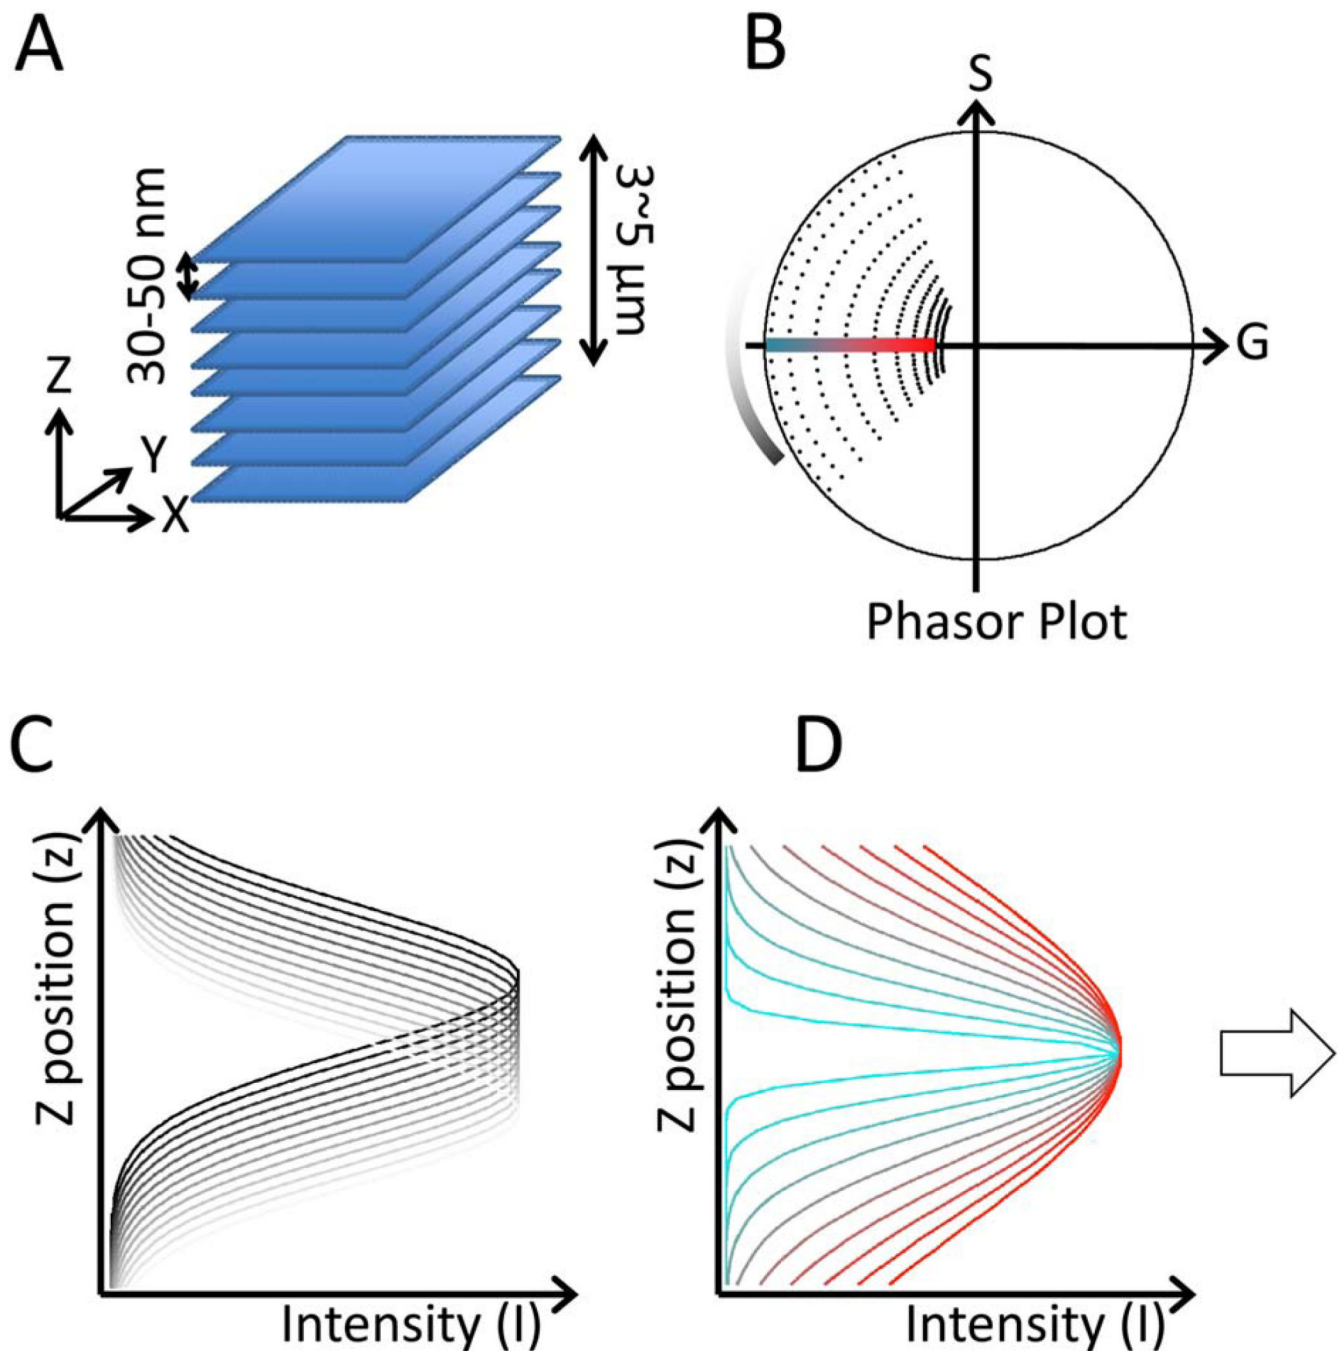 A
30-50 nm
3~5 μm
Z
Y
X
B
S
G
Phasor Plot
C
Z position (z)
Intensity (I)
D
Z position (z)
Intensity (I)